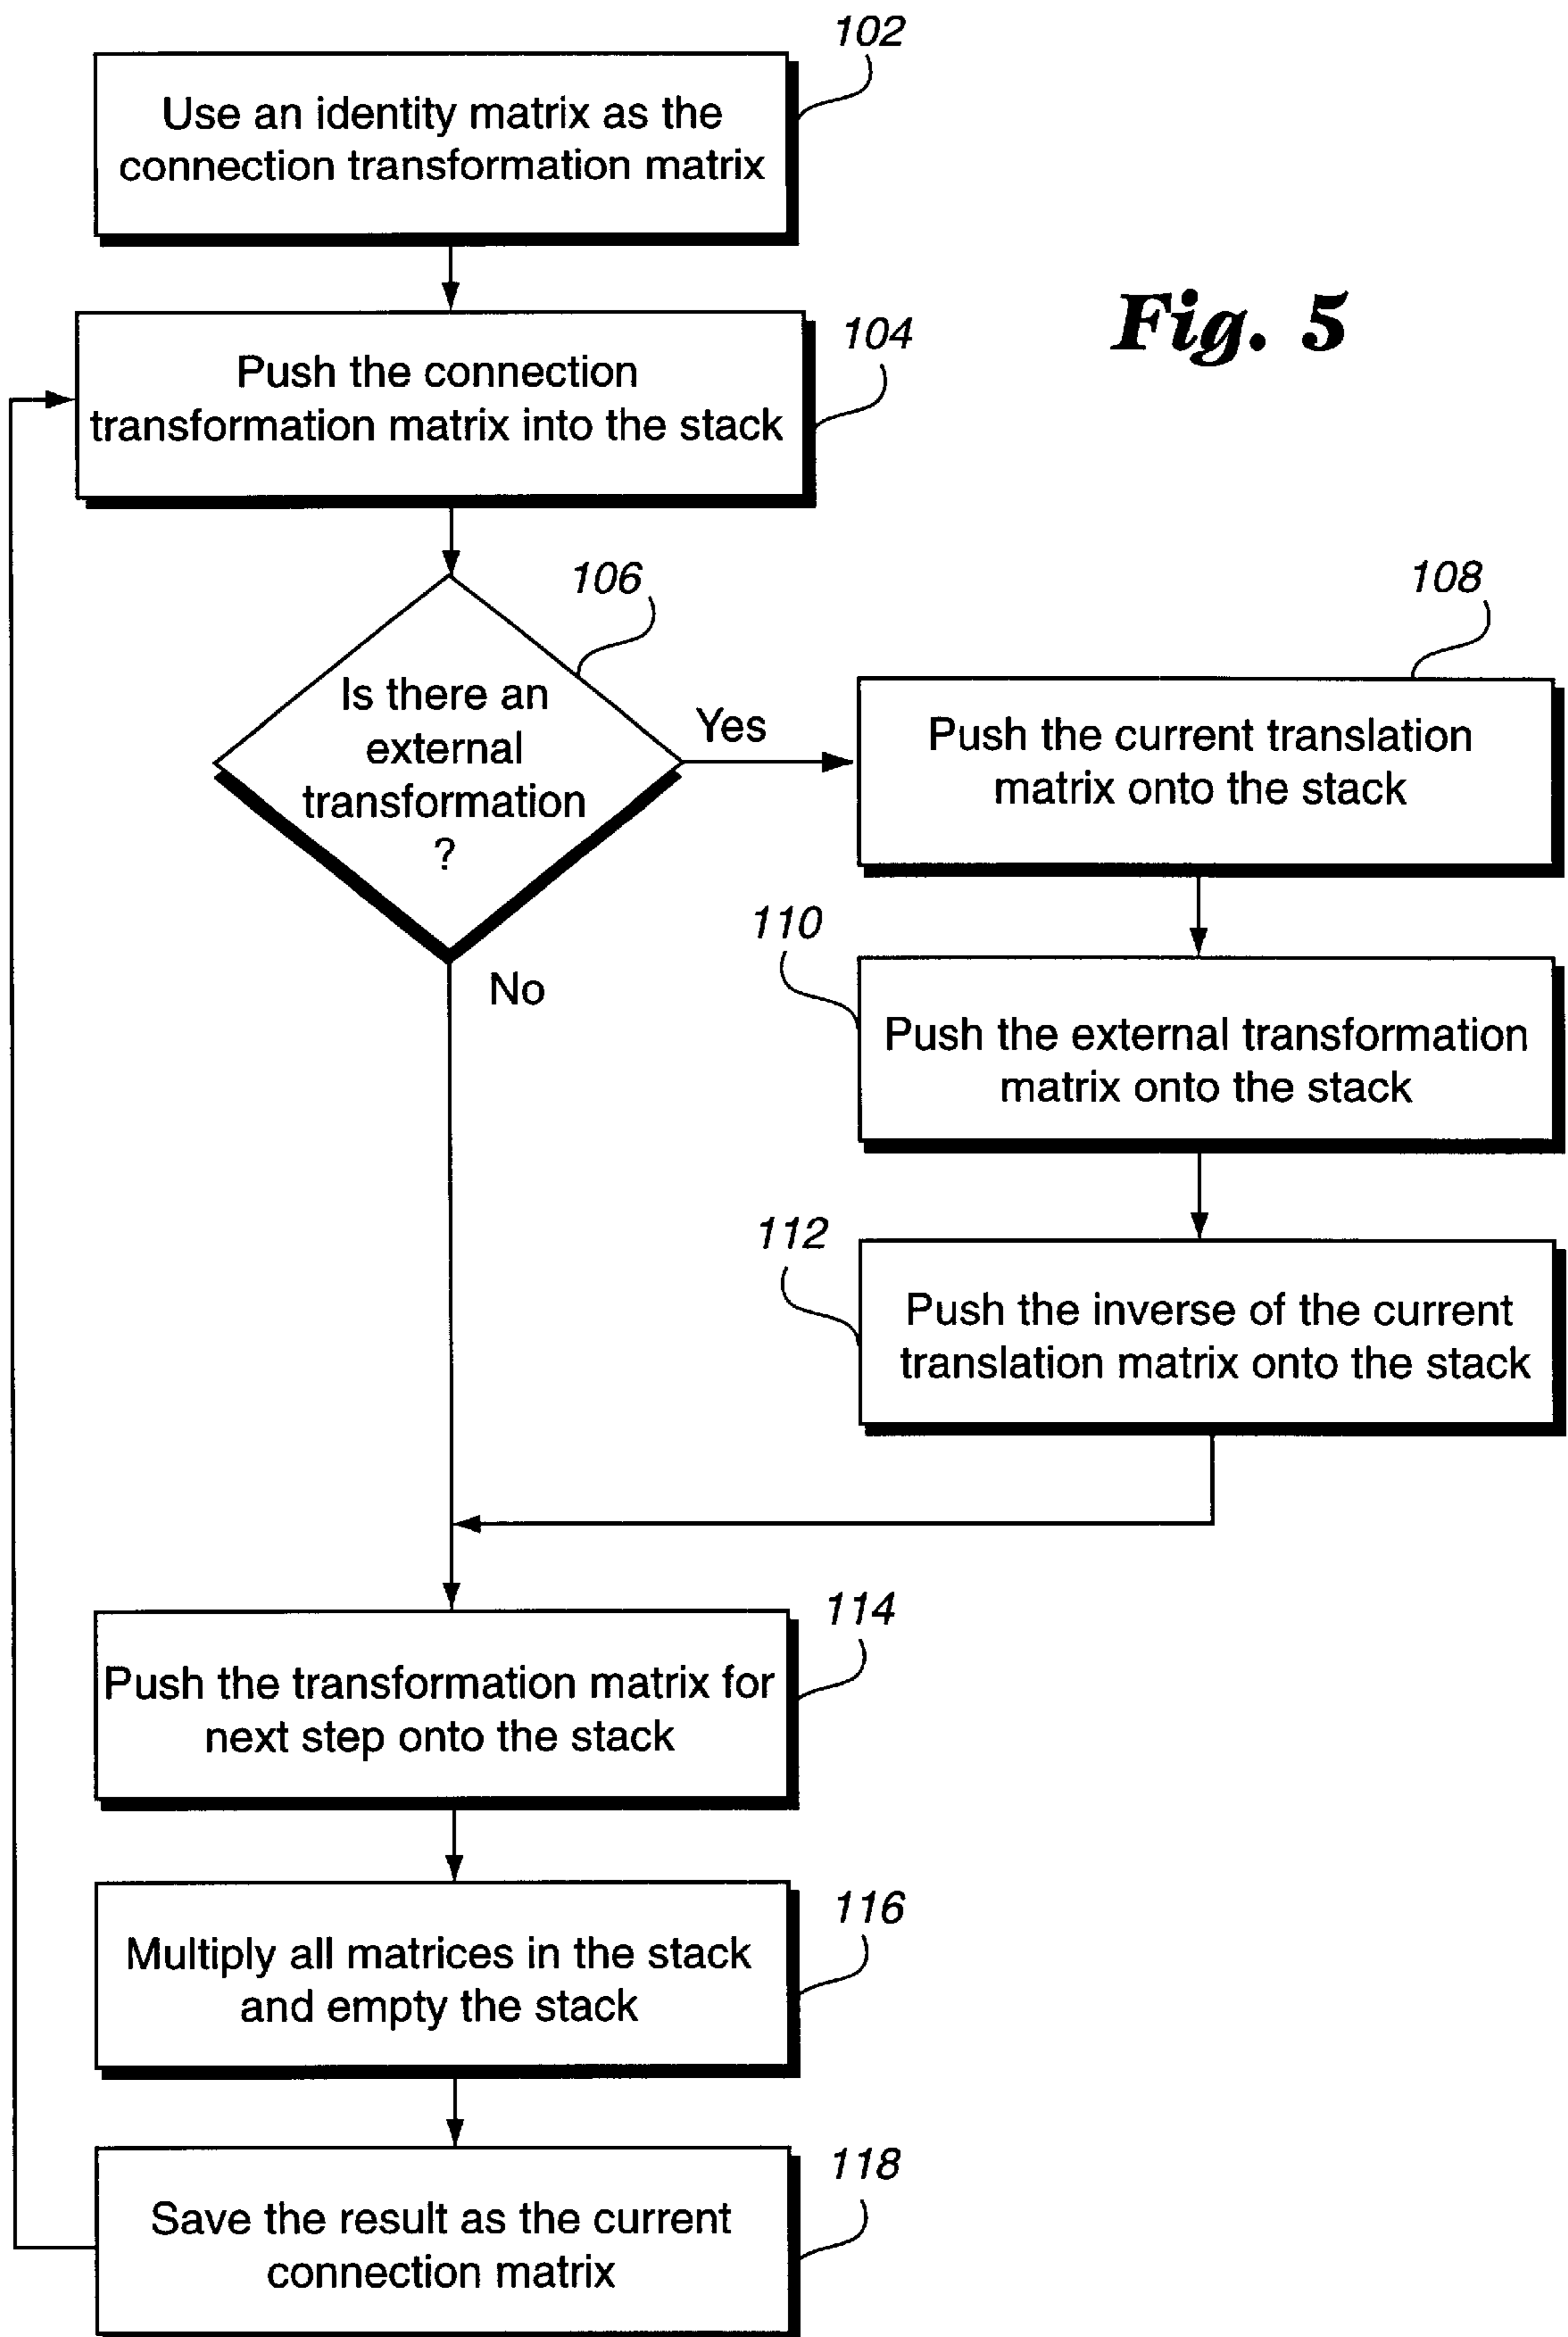 102
Use an identity matrix as the
connection transformation matrix
Fig. 5
104
Push the connection
transformation matrix into the stack
106
Is there an
external
transformation
?
Yes
No
108
Push the current translation
matrix onto the stack
110
Push the external transformation
matrix onto the stack
112
Push the inverse of the current
translation matrix onto the stack
114
Push the transformation matrix for
next step onto the stack
116
Multiply all matrices in the stack
and empty the stack
118
Save the result as the current
connection matrix